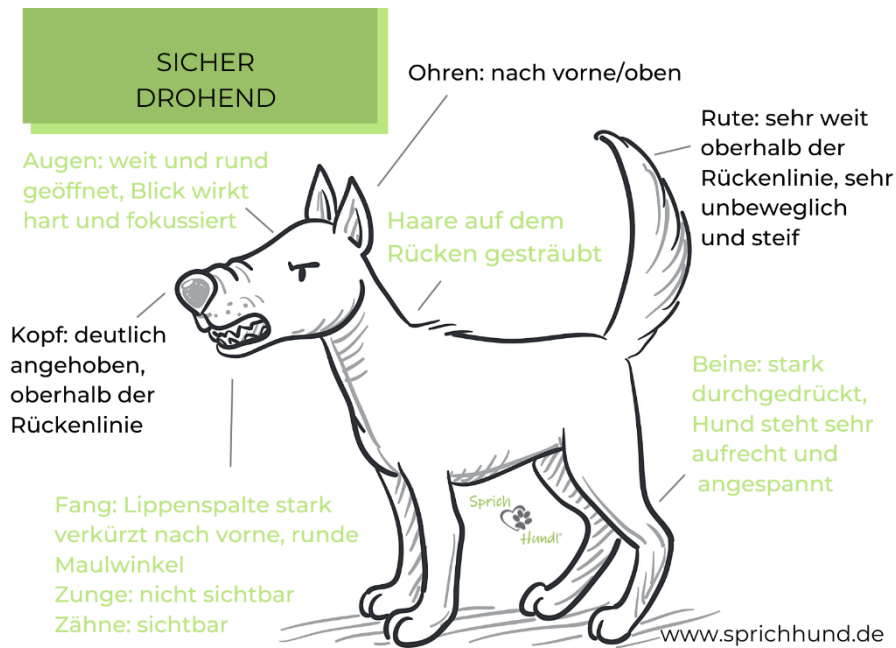 SICHER
DROHEND
Ohren: nach vorne/oben
Rute: sehr weit
oberhalb der
Rückenlinie, sehr
unbeweglich
und steif
Augen: weit und rund
geöffnet, Blick wirkt
hart und fokussiert
Haare auf dem
Rücken gesträubt
Kopf: deutlich
angehoben,
oberhalb der
Rückenlinie
Beine: stark
durchgedrückt,
Hund steht sehr
aufrecht und
angespannt
Fang: Lippenspalte stark
verkürzt nach vorne, runde
Maulwinkel
Zunge: nicht sichtbar
Zähne: sichtbar
Sprich
Hund!®
www.sprichhund.de